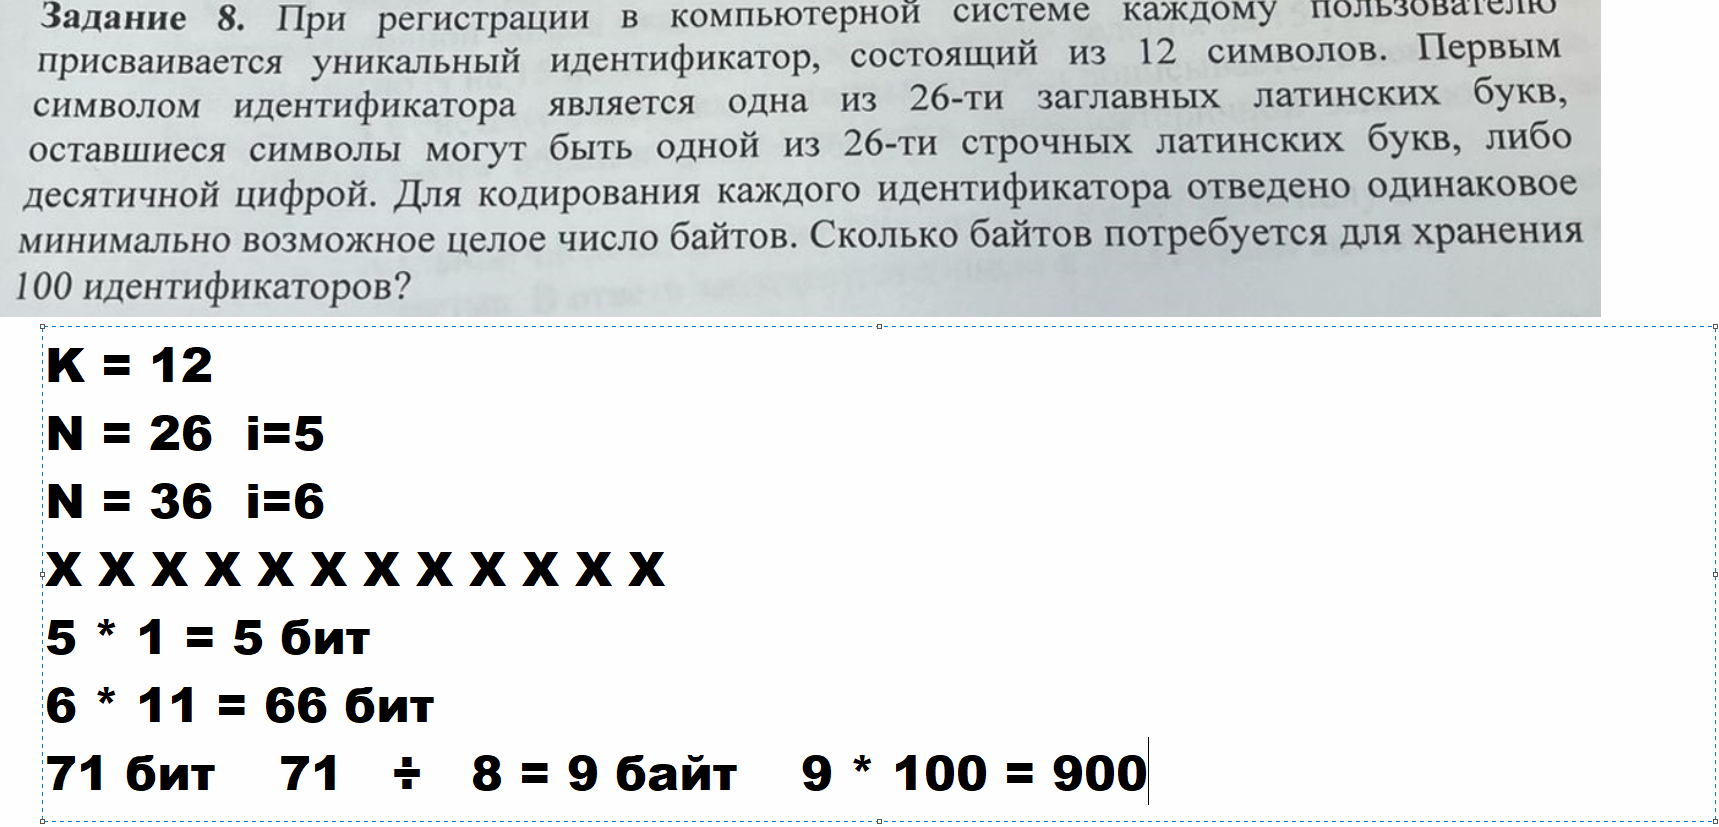 Задание 8. При регистрации в компьютерной системе каждому пользователю
присваивается уникальный идентификатор, состоящий из 12 символов. Первым
символом идентификатора является одна из 26-ти заглавных латинских букв,
оставшиеся символы могут быть одной из 26-ти строчных латинских букв, либо
десятичной цифрой. Для кодирования каждого идентификатора отведено одинаковое
минимально возможное целое число байтов. Сколько байтов потребуется для хранения
100 идентификаторов?
K = 12
N = 26 i=5
N = 36 i=6
X X X X X X X X X X X X
5 * 1 = 5 бит
6 * 11 = 66 бит
71 бит 71 ÷ 8 = 9 байт 9 * 100 = 900